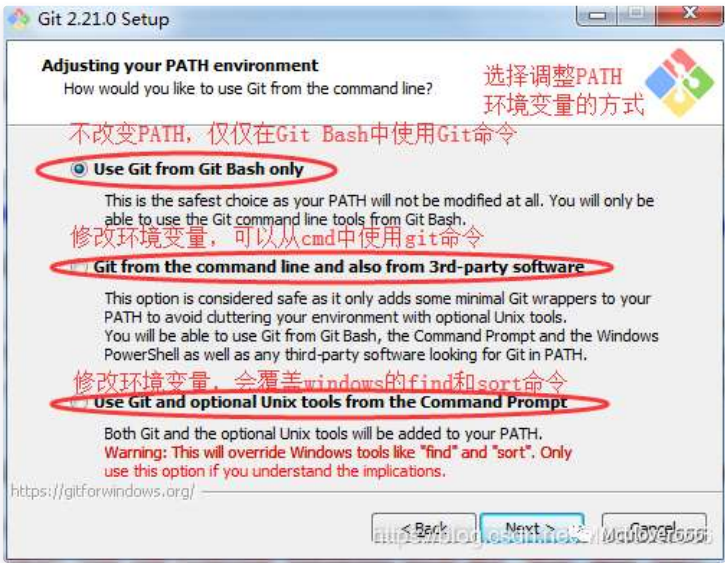 Git 2.21.0 Setup
Adjusting your PATH environment
How would you like to use Git from the command line?
选择调整PATH
环境变量的方式
不改变PATH，仅仅在Git Bash中使用Git命令
Use Git from Git Bash only
This is the safest choice as your PATH will not be modified at all. You will only be
able to use the Git command line tools from Git Bash.
修改环境变量，可以从cmd中使用git命令
Git from the command line and also from 3rd-party software
This option is considered safe as it only adds some minimal Git wrappers to your
PATH to avoid cluttering your environment with optional Unix tools.
You will be able to use Git from Git Bash, the Command Prompt and the Windows
PowerShell as well as any third-party software looking for Git in PATH.
修改环境变量，会覆盖windows的find和sort命令
Use Git and optional Unix tools from the Command Prompt
Both Git and the optional Unix tools will be added to your PATH.
Warning: This will override Windows tools like "find" and "sort". Only
use this option if you understand the implications.
https://gitforwindows.org/
< Back Next > Cancel
Mculover666